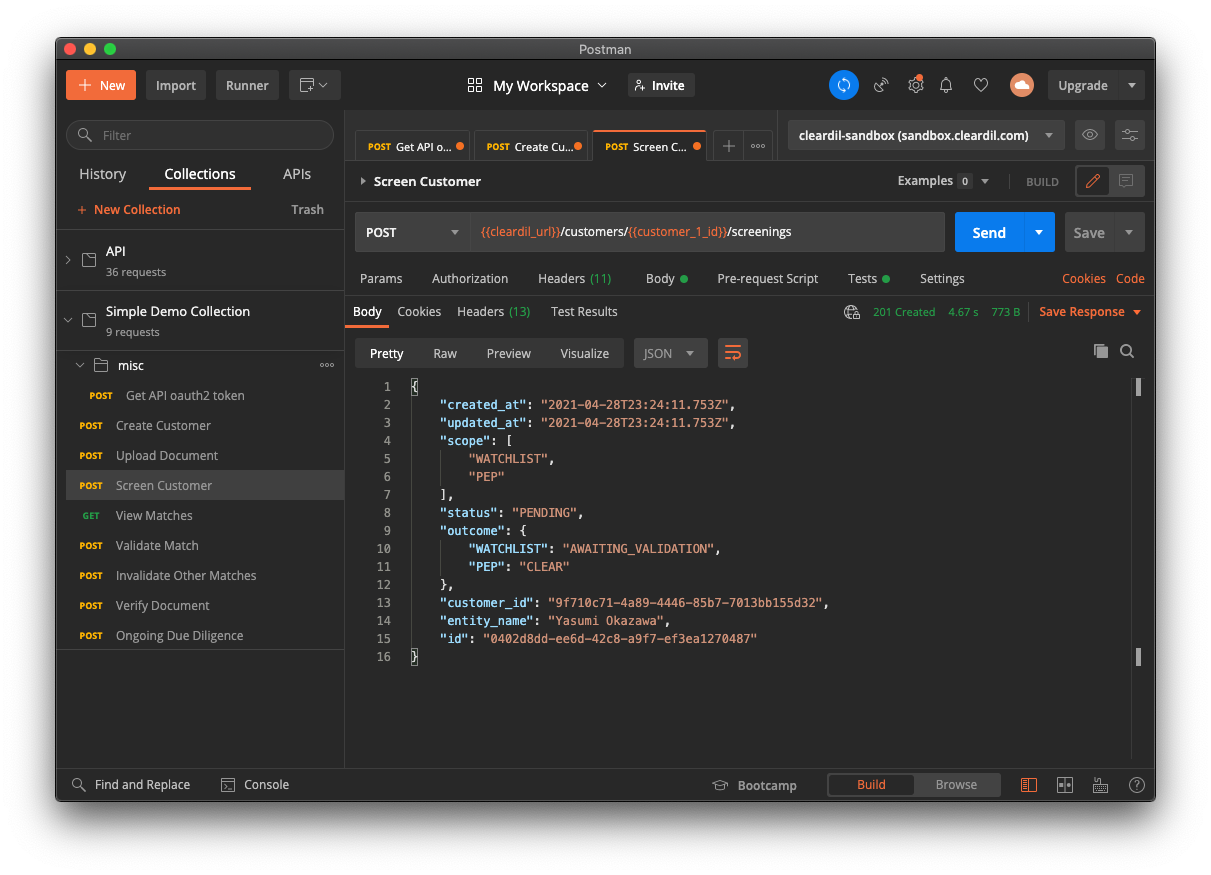 Postman
New
Import
Runner
My Workspace
Invite
Upgrade
Filter
History
Collections
APIs
New Collection
Trash
API
36 requests
Simple Demo Collection
9 requests
misc
POST Get API oauth2 token
POST Create Customer
POST Upload Document
POST Screen Customer
GET View Matches
POST Validate Match
POST Invalidate Other Matches
POST Verify Document
POST Ongoing Due Diligence
POST Get API o...
POST Create Cu...
POST Screen C...
cleardil-sandbox (sandbox.cleardil.com)
Screen Customer
Examples 0
BUILD
POST
{{cleardil_url}}/customers/{{customer_1_id}}/screenings
Send
Save
Params
Authorization
Headers (11)
Body
Pre-request Script
Tests
Settings
Cookies
Code
Body
Cookies
Headers (13)
Test Results
201 Created
4.67 s
773 B
Save Response
Pretty
Raw
Preview
Visualize
JSON
1 {
2 "created_at": "2021-04-28T23:24:11.753Z",
3 "updated_at": "2021-04-28T23:24:11.753Z",
4 "scope": [
5 "WATCHLIST",
6 "PEP"
7 ],
8 "status": "PENDING",
9 "outcome": {
10 "WATCHLIST": "AWAITING_VALIDATION",
11 "PEP": "CLEAR"
12 },
13 "customer_id": "9f710c71-4a89-4446-85b7-7013bb155d32",
14 "entity_name": "Yasumi Okazawa",
15 "id": "0402d8dd-ee6d-42c8-a9f7-ef3ea1270487"
16 }
Find and Replace
Console
Bootcamp
Build
Browse